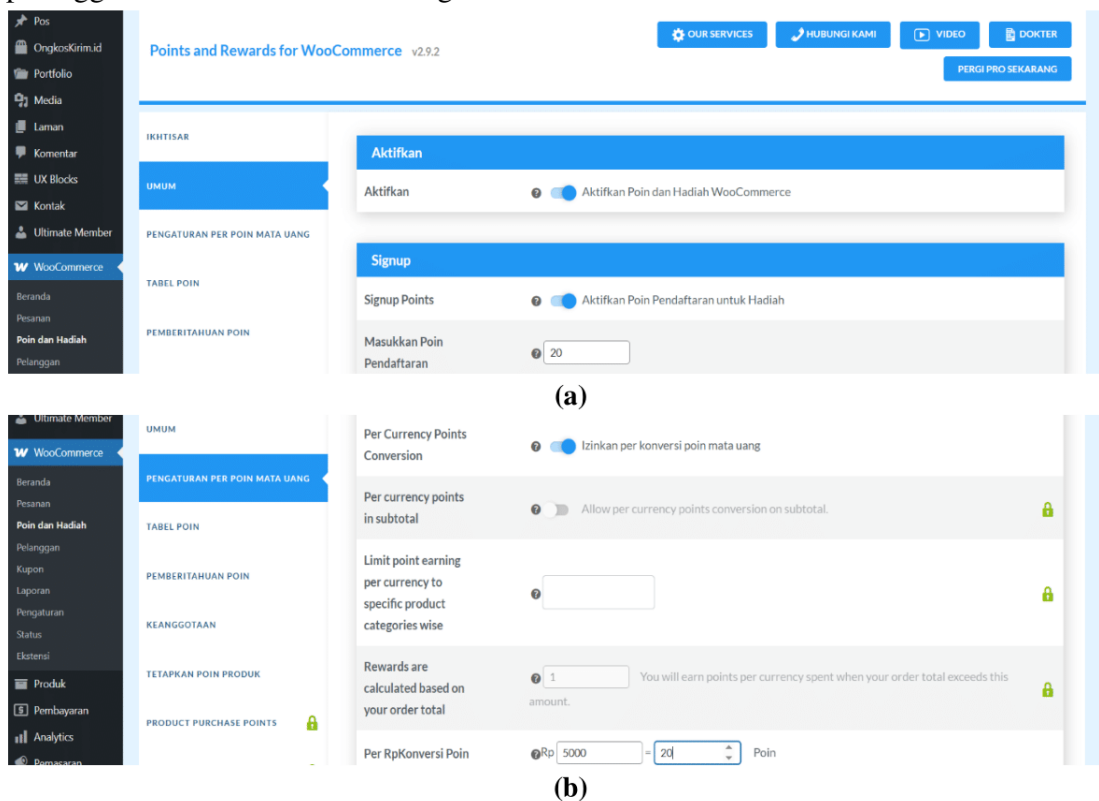 Pos
OngkosKirim.id
Portfolio
Media
Laman
Komentar
UX Blocks
Kontak
Ultimate Member
WooCommerce
Beranda
Pesanan
Poin dan Hadiah
Pelanggan
Points and Rewards for WooCommerce v2.9.2
OUR SERVICES
HUBUNGI KAMI
VIDEO
DOKTER
PERGI PRO SEKARANG
IKHTISAR
UMUM
PENGATURAN PER POIN MATA UANG
TABEL POIN
PEMBERITAHUAN POIN
Aktifkan
Aktifkan
Aktifkan Poin dan Hadiah WooCommerce
Signup
Signup Points
Aktifkan Poin Pendaftaran untuk Hadiah
Masukkan Poin
Pendaftaran
20
(a)
Ultimate Member
WooCommerce
Beranda
Pesanan
Poin dan Hadiah
Pelanggan
Kupon
Laporan
Pengaturan
Status
Ekstensi
Produk
Pembayaran
Analytics
Pemasaran
UMUM
PENGATURAN PER POIN MATA UANG
TABEL POIN
PEMBERITAHUAN POIN
KEANGGOTAAN
TETAPKAN POIN PRODUK
PRODUCT PURCHASE POINTS
Per Currency Points
Conversion
Izinkan per konversi poin mata uang
Per currency points
in subtotal
Allow per currency points conversion on subtotal.
Limit point earning
per currency to
specific product
categories wise
Rewards are
calculated based on
your order total
1 You will earn points per currency spent when your order total exceeds this
amount.
Per RpKonversi Poin
Rp 5000 = 20 Poin
(b)